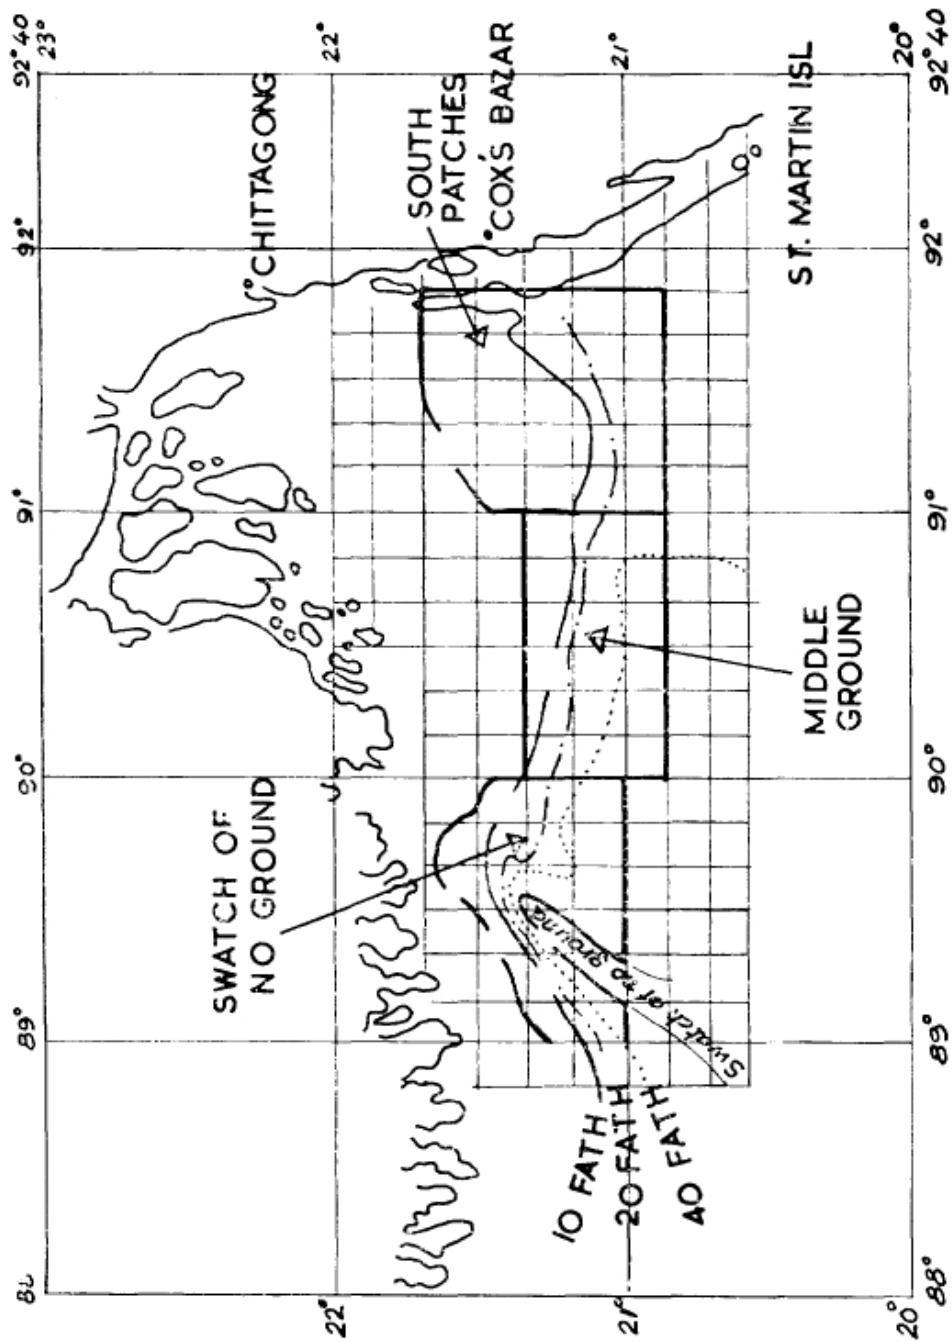 88°
89°
90°
91°
92°
92°40
23°
22°
22°
21°
21°
20°
20°
88°
89°
90°
91°
92°
92°40
°CHITTAGONG
SOUTH
PATCHES
°COX'S BAZAR
ST. MARTIN ISL
SWATCH OF
NO GROUND
MIDDLE
GROUND
Swatch of no ground
10 FATH
20 FATH
40 FATH